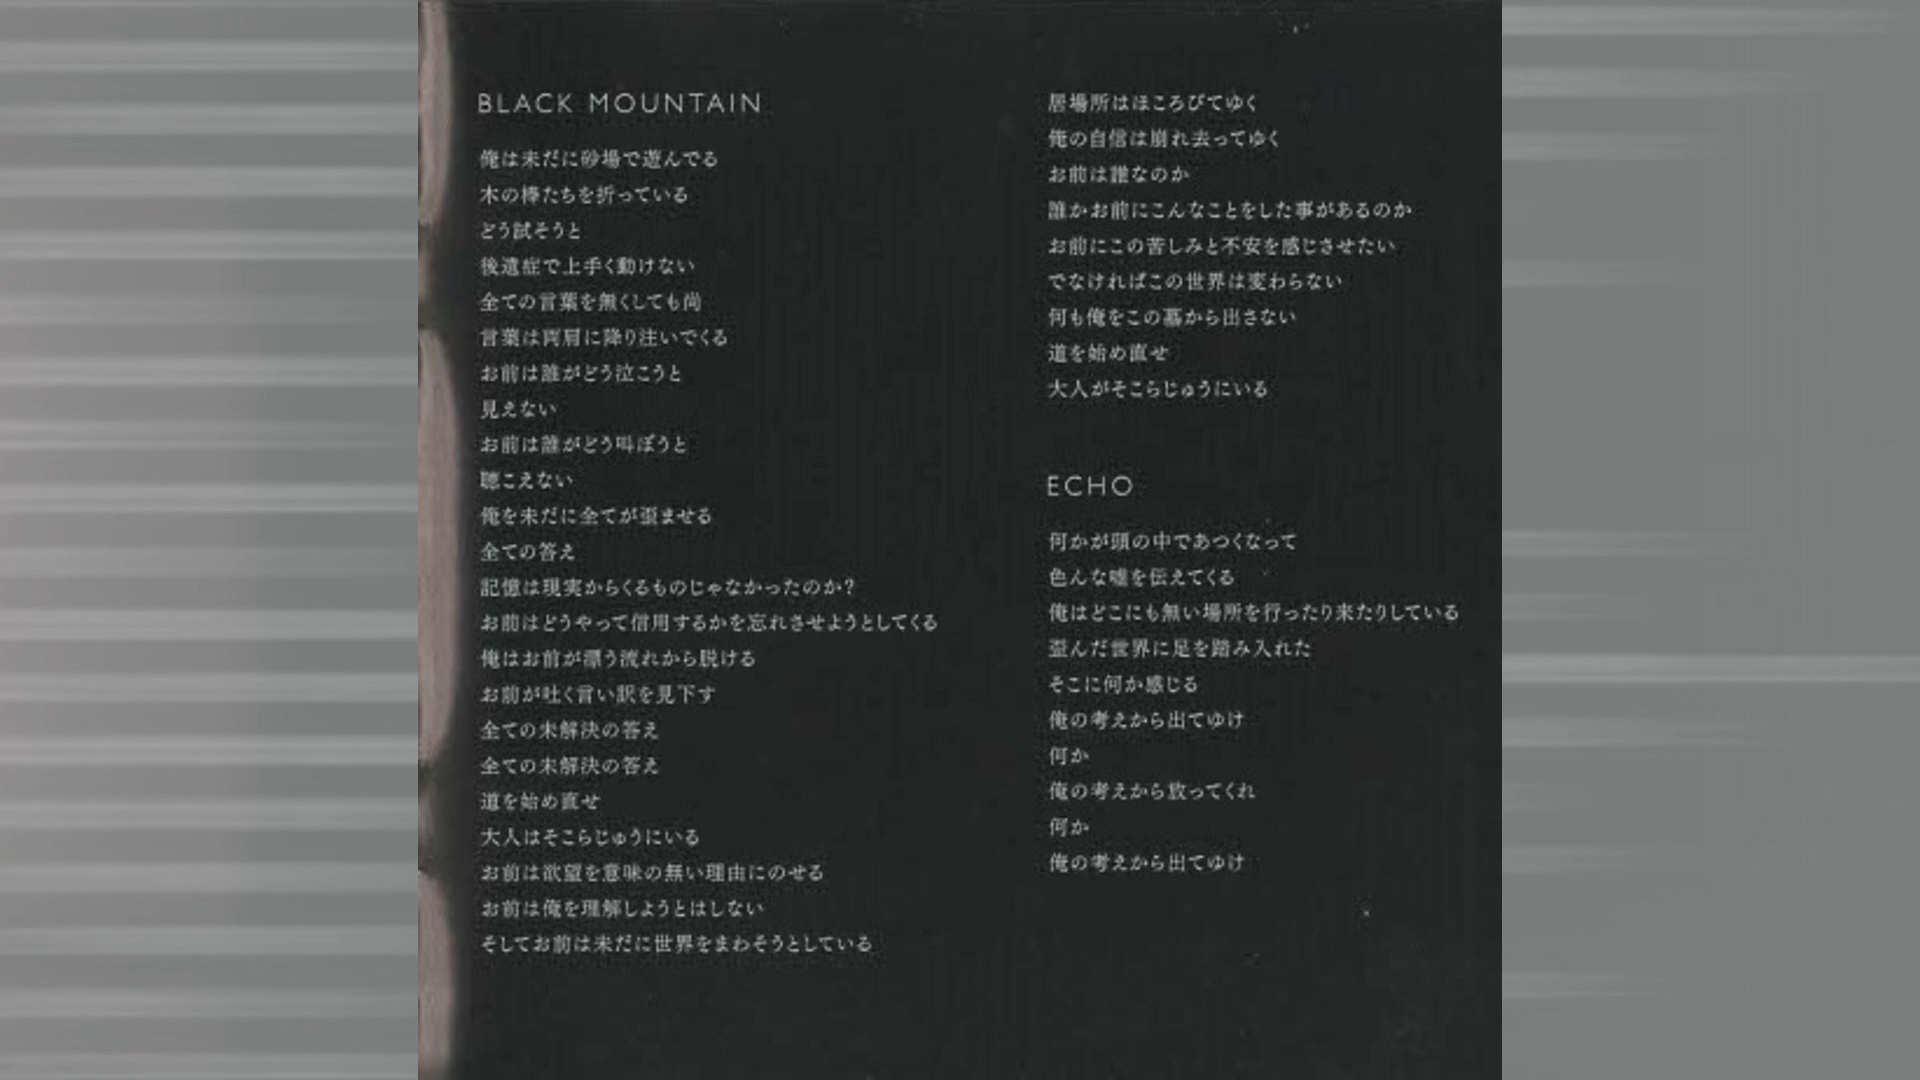 BLACK MOUNTAIN
俺は未だに砂場で遊んでる
木の棒たちを折っている
どう試そうと
後遺症で上手く動けない
全ての言葉を無くしても尚
言葉は両肩に降り注いでくる
お前は誰がどう泣こうと
見えない
お前は誰がどう叫ぼうと
聴こえない
俺を未だに全てが歪ませる
全ての答え
記憶は現実からくるものじゃなかったのか？
お前はどうやって信用するかを忘れさせようとしてくる
俺はお前が漂う流れから脱ける
お前が吐く言い訳を見下す
全ての未解決の答え
全ての未解決の答え
道を始め直せ
大人はそこらじゅうにいる
お前は欲望を意味の無い理由にのせる
お前は俺を理解しようとはしない
そしてお前は未だに世界をまわそうとしている
居場所はほころびてゆく
俺の自信は崩れ去ってゆく
お前は誰なのか
誰かお前にこんなことをした事があるのか
お前にこの苦しみと不安を感じさせたい
でなければこの世界は変わらない
何も俺をこの墓から出さない
道を始め直せ
大人がそこらじゅうにいる
ECHO
何かが頭の中であつくなって
色んな嘘を伝えてくる
俺はどこにも無い場所を行ったり来たりしている
歪んだ世界に足を踏み入れた
そこに何か感じる
俺の考えから出てゆけ
何か
俺の考えから放ってくれ
何か
俺の考えから出てゆけ